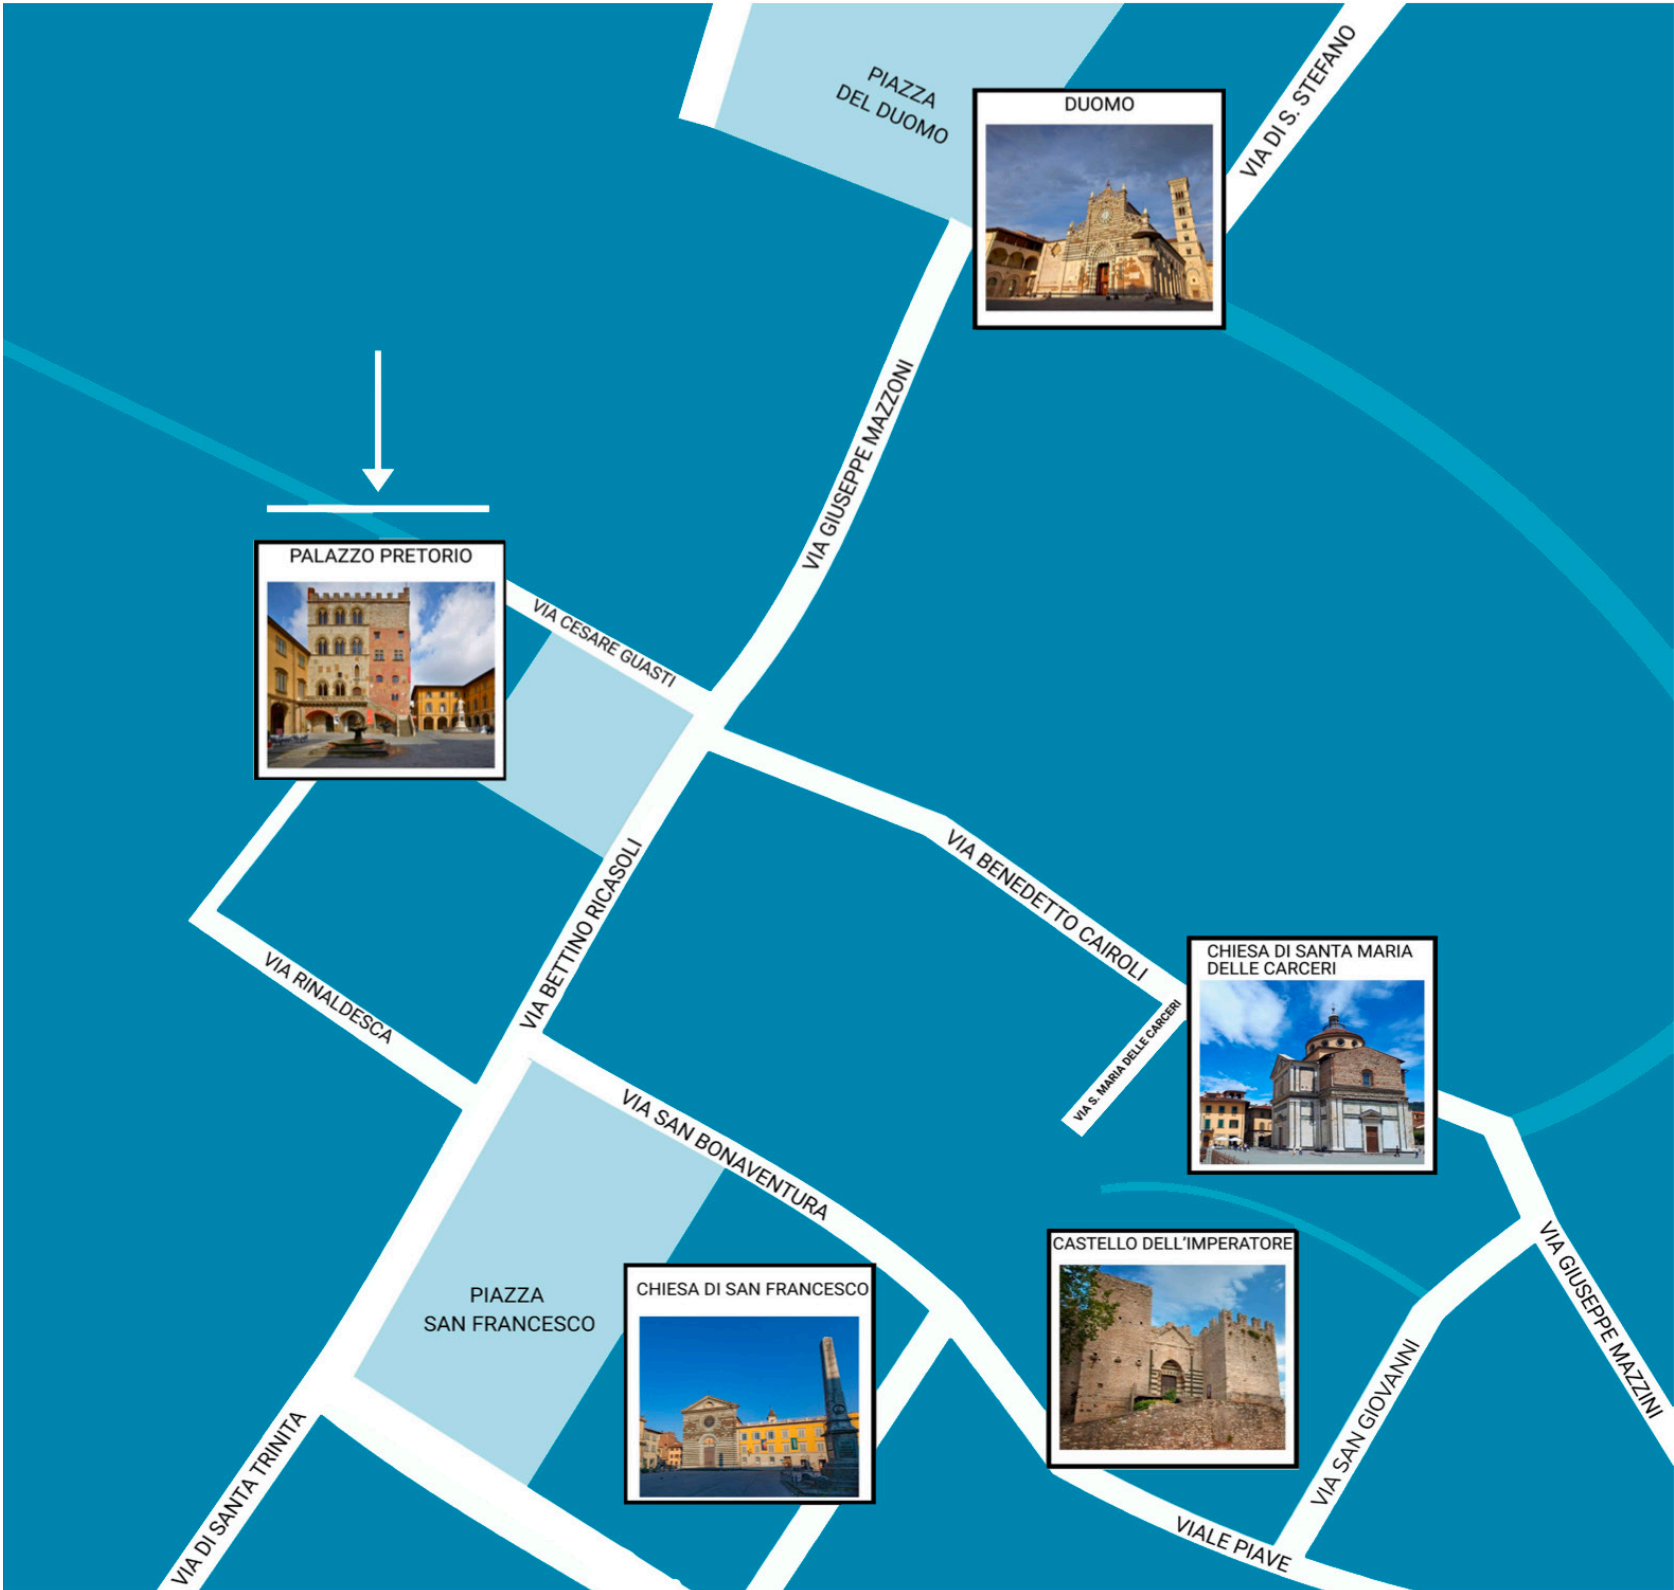 PIAZZA
DEL DUOMO
DUOMO
VIA DI S. STEFANO
VIA GIUSEPPE MAZZONI
PALAZZO PRETORIO
VIA CESARE GUASTI
VIA BETTINO RICASOLI
VIA BENEDETTO CAIROLI
VIA RINALDESCA
CHIESA DI SANTA MARIA
DELLE CARCERI
VIA S. MARIA DELLE CARCERI
VIA SAN BONAVENTURA
PIAZZA
SAN FRANCESCO
CHIESA DI SAN FRANCESCO
CASTELLO DELL'IMPERATORE
VIA GIUSEPPE MAZZINI
VIA SAN GIOVANNI
VIA DI SANTA TRINITA
VIALE PIAVE